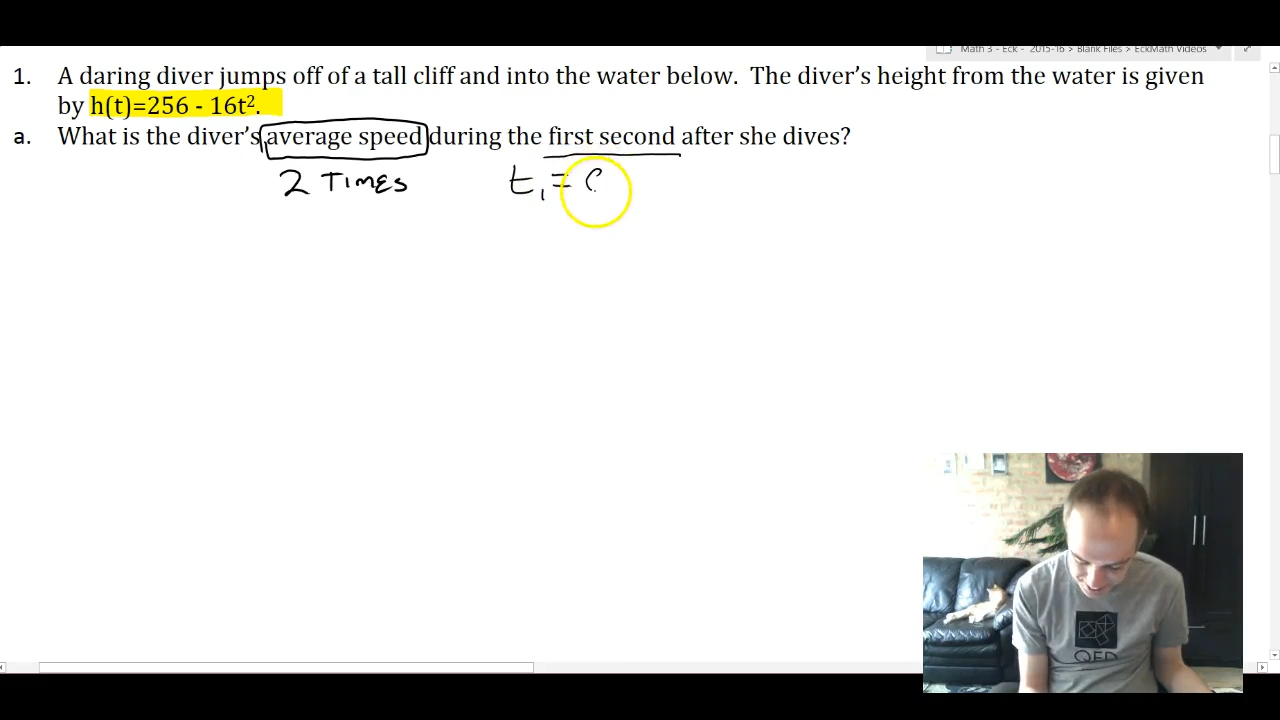 Math 3 - Eck - 2015-16 > Blank Files > EckMath Videos
1. A daring diver jumps off of a tall cliff and into the water below. The diver's height from the water is given
by h(t)=256 - 16t².
a. What is the diver's average speed during the first second after she dives?
2 TIMES t₁ =
QED